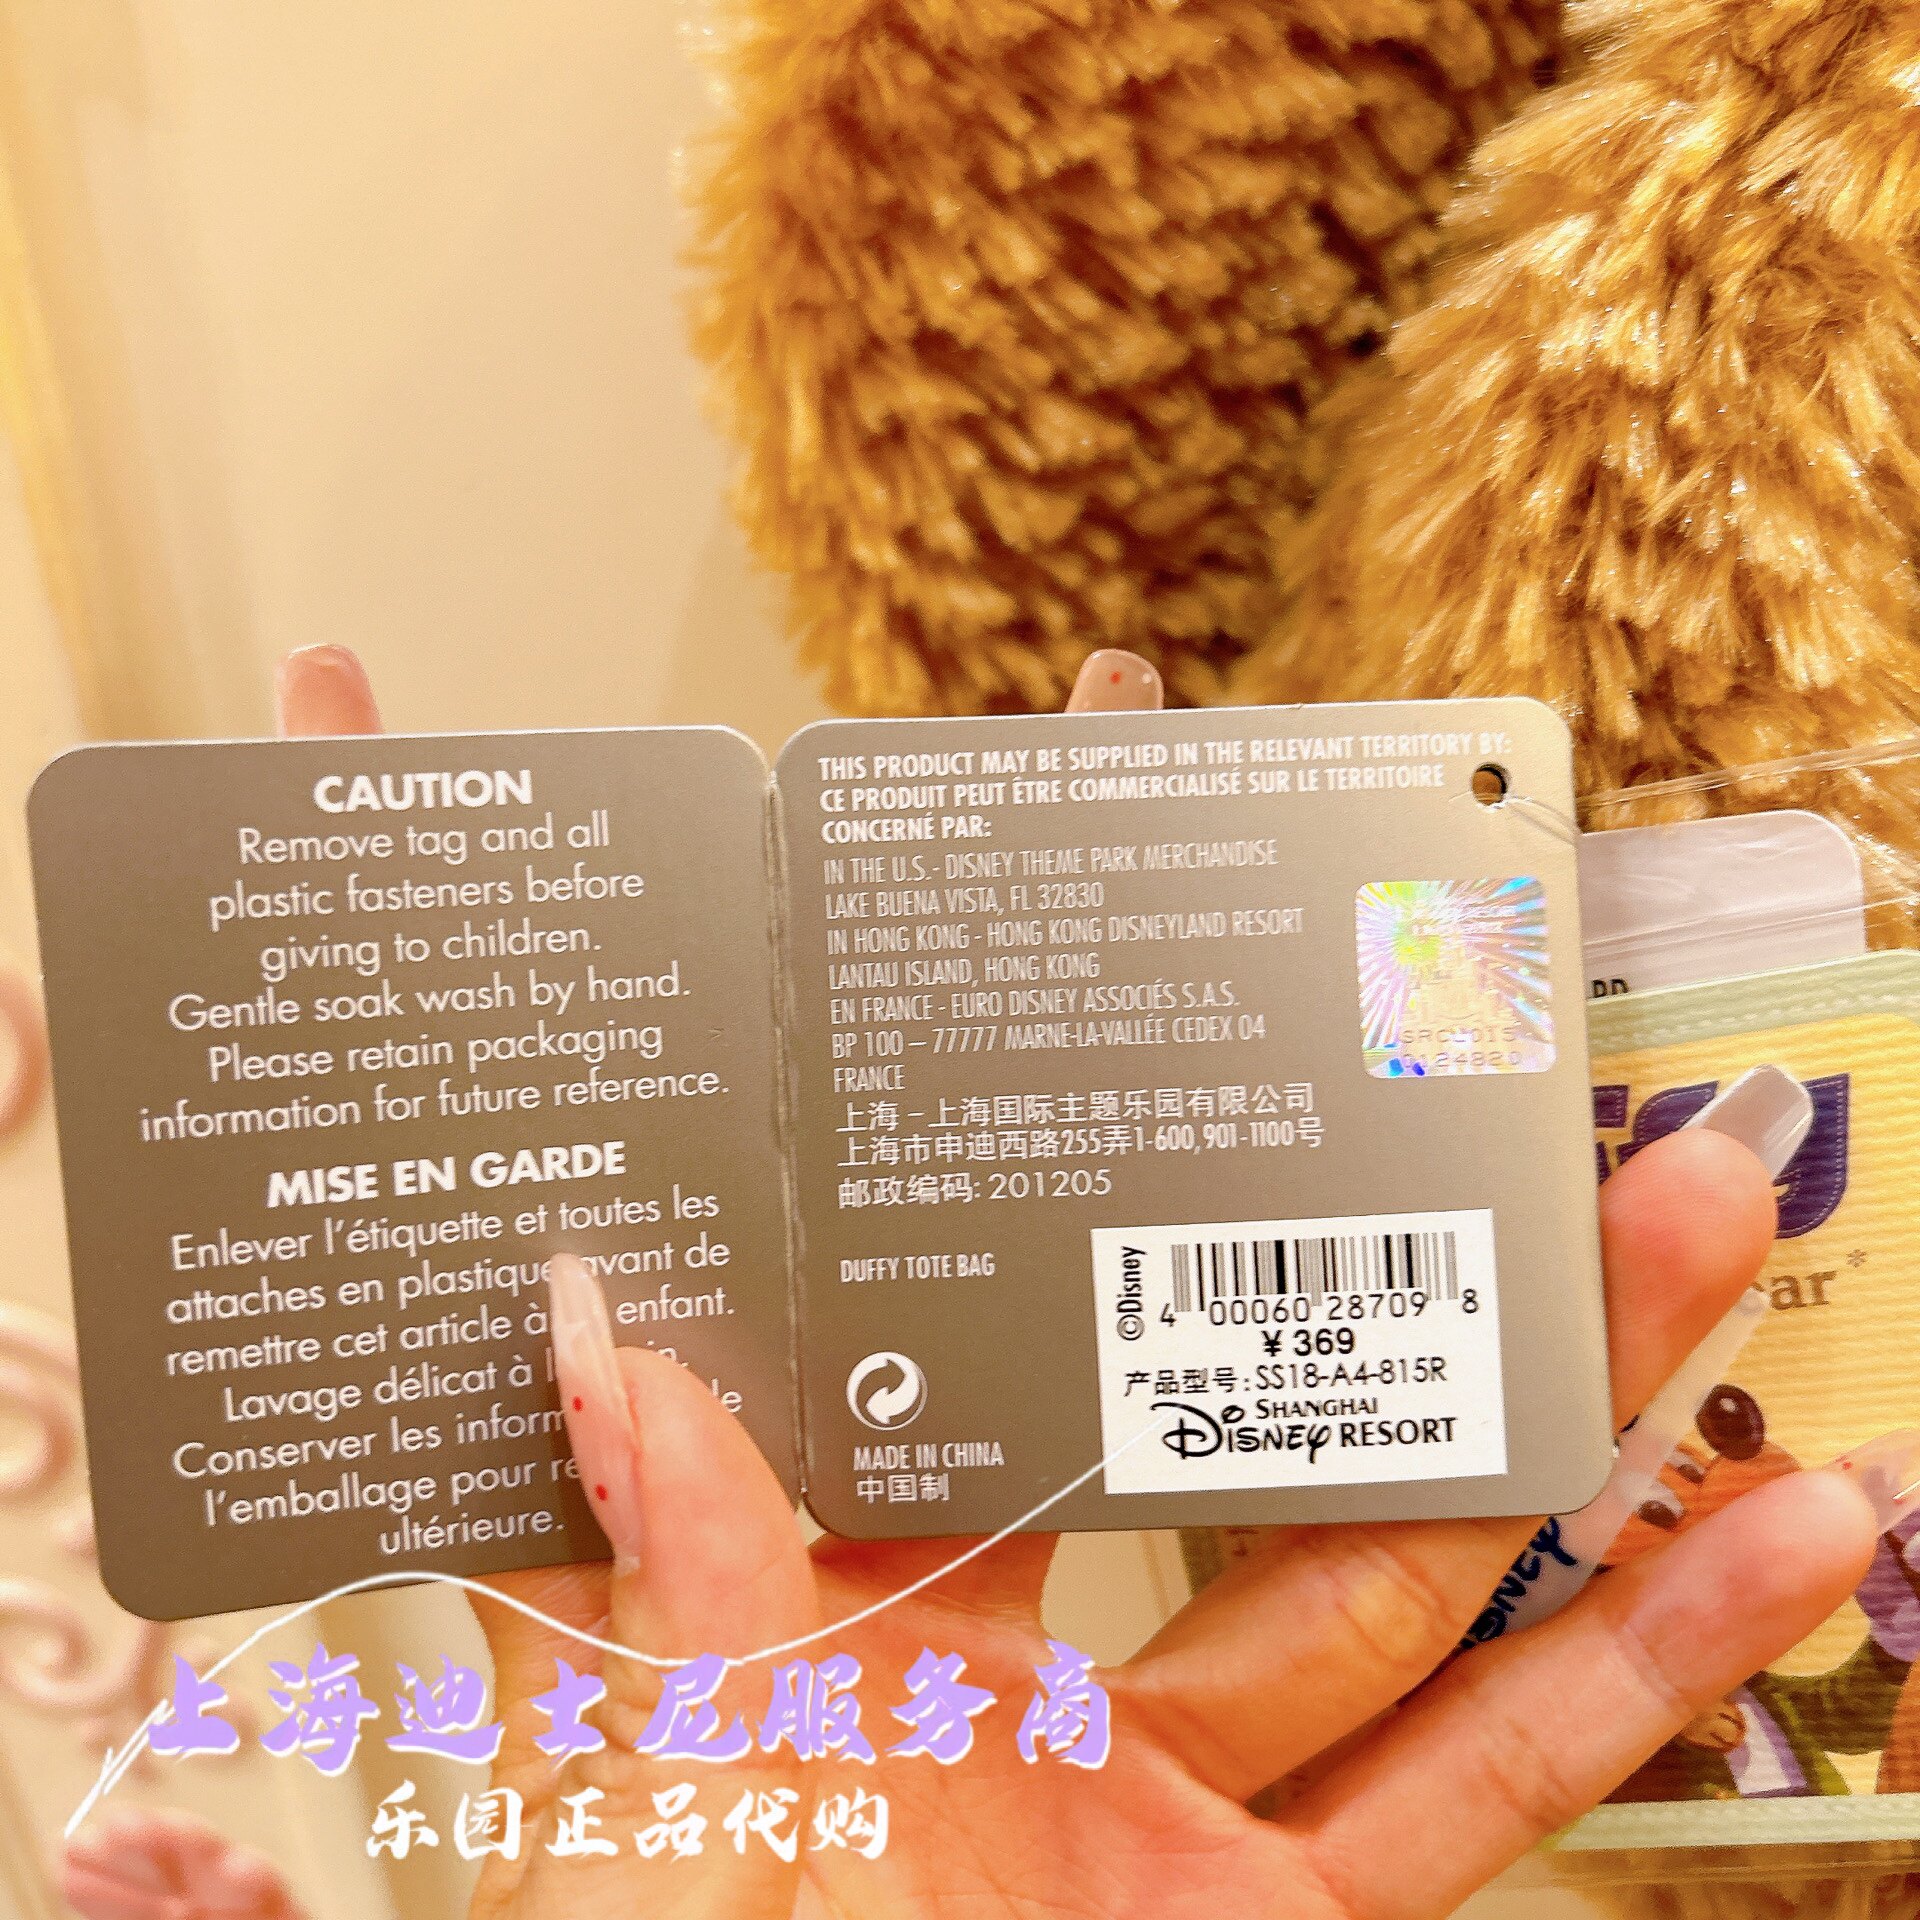 CAUTION
Remove tag and all
plastic fasteners before
giving to children.
Gentle soak wash by hand.
Please retain packaging
information for future reference.
MISE EN GARDE
Enlever l'étiquette et toutes les
attaches en plastique avant de
remettre cet article à enfant.
Lavage délicat à
Conserver les
l'emballage pour
ultérieure.
THIS PRODUCT MAY BE SUPPLIED IN THE RELEVANT TERRITORY BY:
CE PRODUIT PEUT ÊTRE COMMERCIALISÉ SUR LE TERRITOIRE
CONCERNÉ PAR:
IN THE U.S.- DISNEY THEME PARK MERCHANDISE
LAKE BUENA VISTA, FL 32830
IN HONG KONG - HONG KONG DISNEYLAND RESORT
LANTAU ISLAND, HONG KONG
EN FRANCE - EURO DISNEY ASSOCIÉS S.A.S.
BP 100 – 77777 MARNE-LA-VALLÉE CEDEX 04
FRANCE
上海 – 上海国际主题乐园有限公司
上海市申迪西路255弄1-600,901-1100号
邮政编码: 201205
DUFFY TOTE BAG
MADE IN CHINA
中国制
©Disney
4 00060 28709 8
¥ 369
产品型号:SS18-A4-815R
SHANGHAI
DISNEY RESORT
上海迪士尼服务商
乐园正品代购